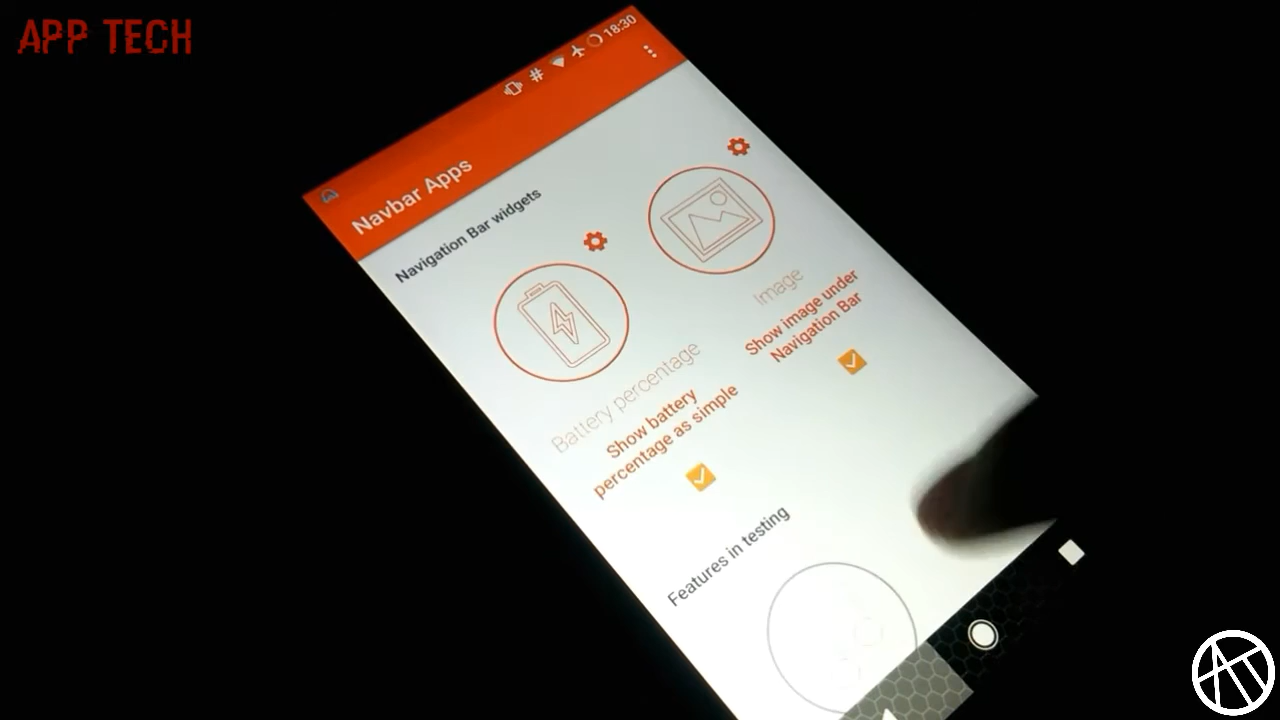 APP TECH
18:30
Navbar Apps
Navigation Bar widgets
Image
Show image under
Navigation Bar
Battery percentage
Show battery
percentage as simple
Features in testing